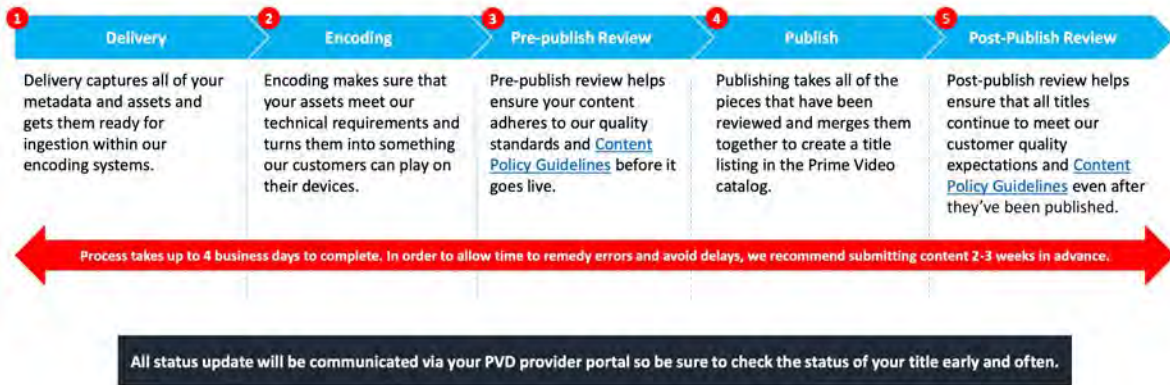 1
Delivery
2
Encoding
3
Pre-publish Review
4
Publish
5
Post-Publish Review
Delivery captures all of your
metadata and assets and
gets them ready for
ingestion within our
encoding systems.
Encoding makes sure that
your assets meet our
technical requirements and
turns them into something
our customers can play on
their devices.
Pre-publish review helps
ensure your content
adheres to our quality
standards and Content
Policy Guidelines before it
goes live.
Publishing takes all of the
pieces that have been
reviewed and merges them
together to create a title
listing in the Prime Video
catalog.
Post-publish review helps
ensure that all titles
continue to meet our
customer quality
expectations and Content
Policy Guidelines even after
they've been published.
Process takes up to 4 business days to complete. In order to allow time to remedy errors and avoid delays, we recommend submitting content 2-3 weeks in advance.
All status update will be communicated via your PVD provider portal so be sure to check the status of your title early and often.